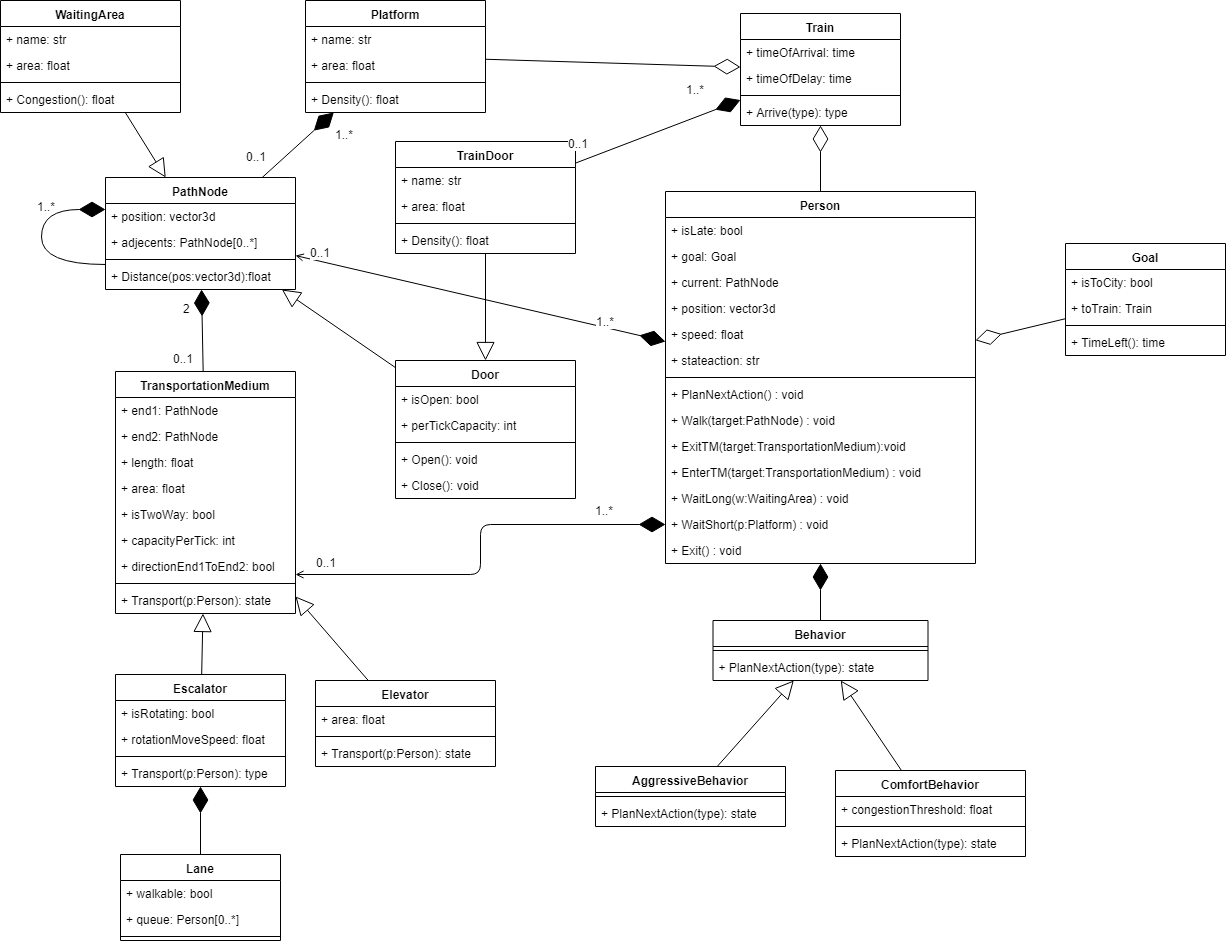 WaitingArea
+ name: str
+ area: float
+ Congestion(): float
Platform
+ name: str
+ area: float
+ Density(): float
Train
+ timeOfArrival: time
+ timeOfDelay: time
+ Arrive(type): type
1..*
1..*
0..1
0..1
TrainDoor
+ name: str
+ area: float
+ Density(): float
PathNode
+ position: vector3d
+ adjecents: PathNode[0..*]
+ Distance(pos:vector3d):float
1..*
0..1
1..*
2
0..1
Person
+ isLate: bool
+ goal: Goal
+ current: PathNode
+ position: vector3d
+ speed: float
+ stateaction: str
+ PlanNextAction() : void
+ Walk(target:PathNode) : void
+ ExitTM(target:TransportationMedium):void
+ EnterTM(target:TransportationMedium) : void
+ WaitLong(w:WaitingArea) : void
+ WaitShort(p:Platform) : void
+ Exit() : void
Goal
+ isToCity: bool
+ toTrain: Train
+ TimeLeft(): time
Door
+ isOpen: bool
+ perTickCapacity: int
+ Open(): void
+ Close(): void
TransportationMedium
+ end1: PathNode
+ end2: PathNode
+ length: float
+ area: float
+ isTwoWay: bool
+ capacityPerTick: int
+ directionEnd1ToEnd2: bool
+ Transport(p:Person): state
1..*
0..1
Behavior
+ PlanNextAction(type): state
Escalator
+ isRotating: bool
+ rotationMoveSpeed: float
+ Transport(p:Person): type
Elevator
+ area: float
+ Transport(p:Person): state
AggressiveBehavior
+ PlanNextAction(type): state
ComfortBehavior
+ congestionThreshold: float
+ PlanNextAction(type): state
Lane
+ walkable: bool
+ queue: Person[0..*]